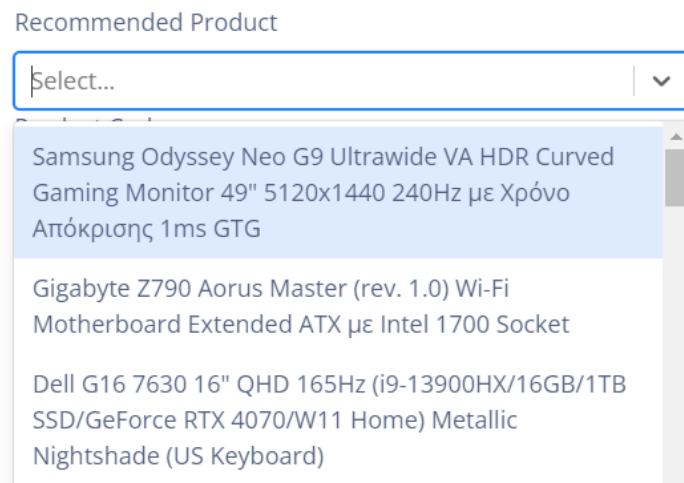 Recommended Product
Select...
Samsung Odyssey Neo G9 Ultrawide VA HDR Curved
Gaming Monitor 49" 5120x1440 240Hz με Χρόνο
Απόκρισης 1ms GTG
Gigabyte Z790 Aorus Master (rev. 1.0) Wi-Fi
Motherboard Extended ATX με Intel 1700 Socket
Dell G16 7630 16" QHD 165Hz (i9-13900HX/16GB/1TB
SSD/GeForce RTX 4070/W11 Home) Metallic
Nightshade (US Keyboard)